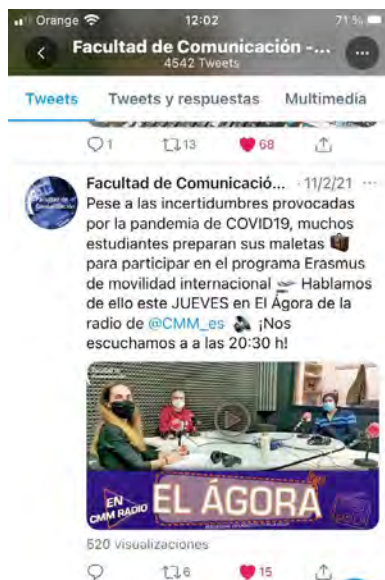 Orange 12:02 71 %
Facultad de Comunicación -...
4542 Tweets
Tweets Tweets y respuestas Multimedia
1 13 68
Facultad de Comunicació... · 11/2/21 ···
Pese a las incertidumbres provocadas
por la pandemia de COVID19, muchos
estudiantes preparan sus maletas
para participar en el programa Erasmus
de movilidad internacional Hablamos
de ello este JUEVES en El Ágora de la
radio de @CMM_es ¡Nos
escuchamos a a las 20:30 h!
EN
CMM RADIO
EL ÁGORA
520 visualizaciones
6 15